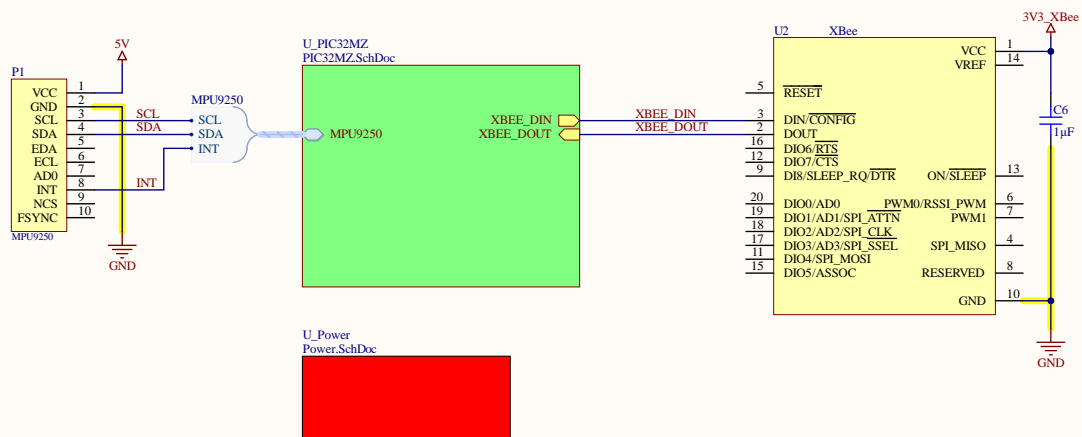 5V
P1
VCC 1
GND 2
SCL 3
SDA 4
EDA 5
ECL 6
AD0 7
INT 8
NCS 9
FSYNC 10
MPU9250
GND
SCL
SDA
INT
MPU9250
SCL
SDA
INT
U_PIC32MZ
PIC32MZ.SchDoc
MPU9250
XBEE_DIN
XBEE_DOUT
XBEE_DIN
XBEE_DOUT
U_Power
Power.SchDoc
U2 XBee
5 RESET
3 DIN/CONFIG
2 DOUT
16 DIO6/RTS
12 DIO7/CTS
9 DI8/SLEEP_RQ/DTR
20 DIO0/AD0
19 DIO1/AD1/SPI_ATTN
18 DIO2/AD2/SPI_CLK
17 DIO3/AD3/SPI_SSEL
11 DIO4/SPI_MOSI
15 DIO5/ASSOC
VCC 1
VREF 14
ON/SLEEP 13
PWM0/RSSI_PWM 6
PWM1 7
SPI_MISO 4
RESERVED 8
GND 10
3V3_XBee
C6
1µF
GND